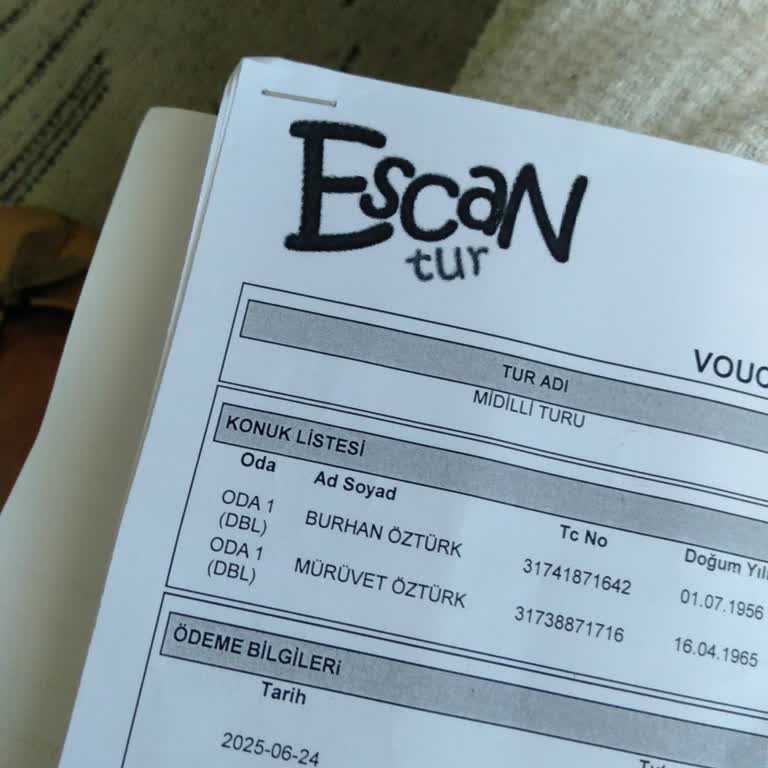 Escan
tur
VOUC
TUR ADI
MİDİLLİ TURU
KONUK LİSTESİ
Oda Ad Soyad Tc No Doğum Yılı
ODA 1 (DBL) BURHAN ÖZTÜRK 31741871642 01.07.1956
ODA 1 (DBL) MÜRÜVET ÖZTÜRK 31738871716 16.04.1965
ÖDEME BİLGİLERİ
Tarih
2025-06-24